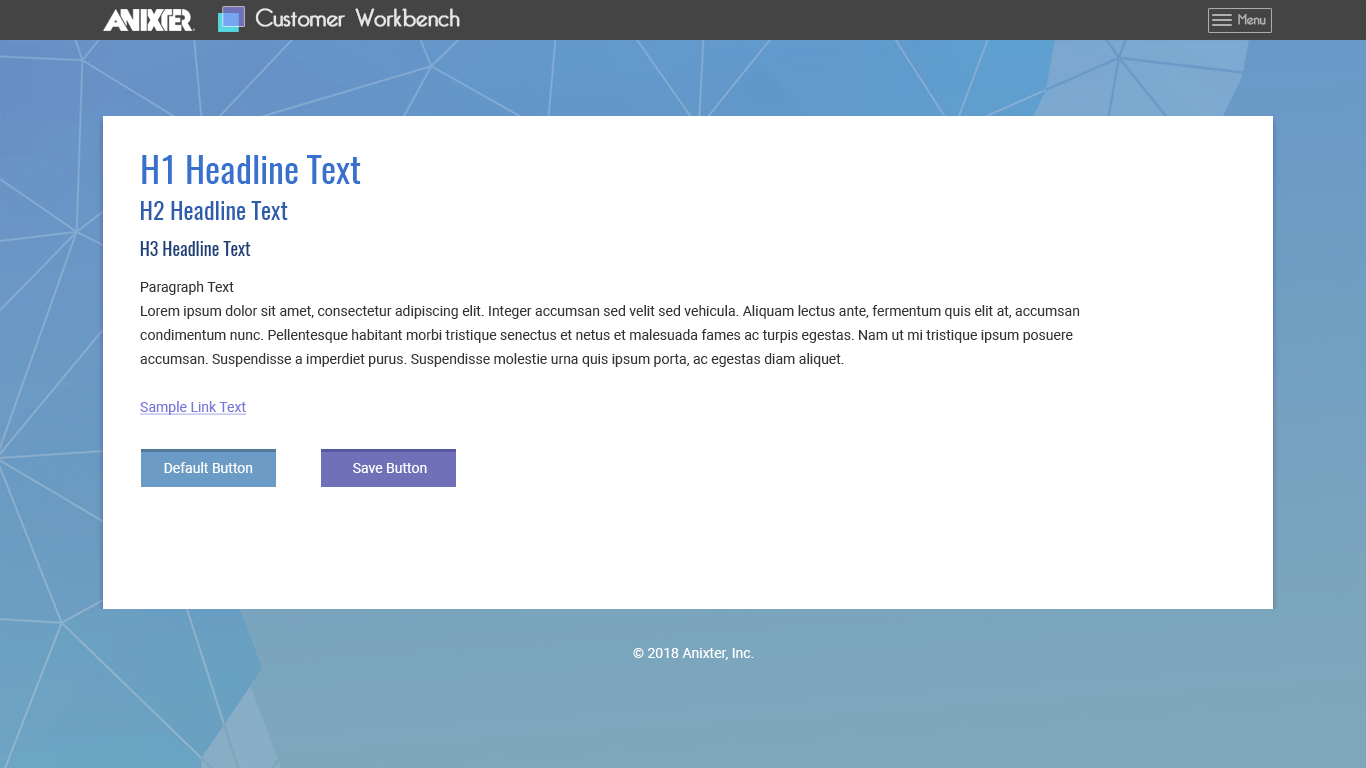 ANIXTER Customer Workbench Menu
H1 Headline Text
H2 Headline Text
H3 Headline Text
Paragraph Text
Lorem ipsum dolor sit amet, consectetur adipiscing elit. Integer accumsan sed velit sed vehicula. Aliquam lectus ante, fermentum quis elit at, accumsan
condimentum nunc. Pellentesque habitant morbi tristique senectus et netus et malesuada fames ac turpis egestas. Nam ut mi tristique ipsum posuere
accumsan. Suspendisse a imperdiet purus. Suspendisse molestie urna quis ipsum porta, ac egestas diam aliquet.
Sample Link Text
Default Button Save Button
© 2018 Anixter, Inc.